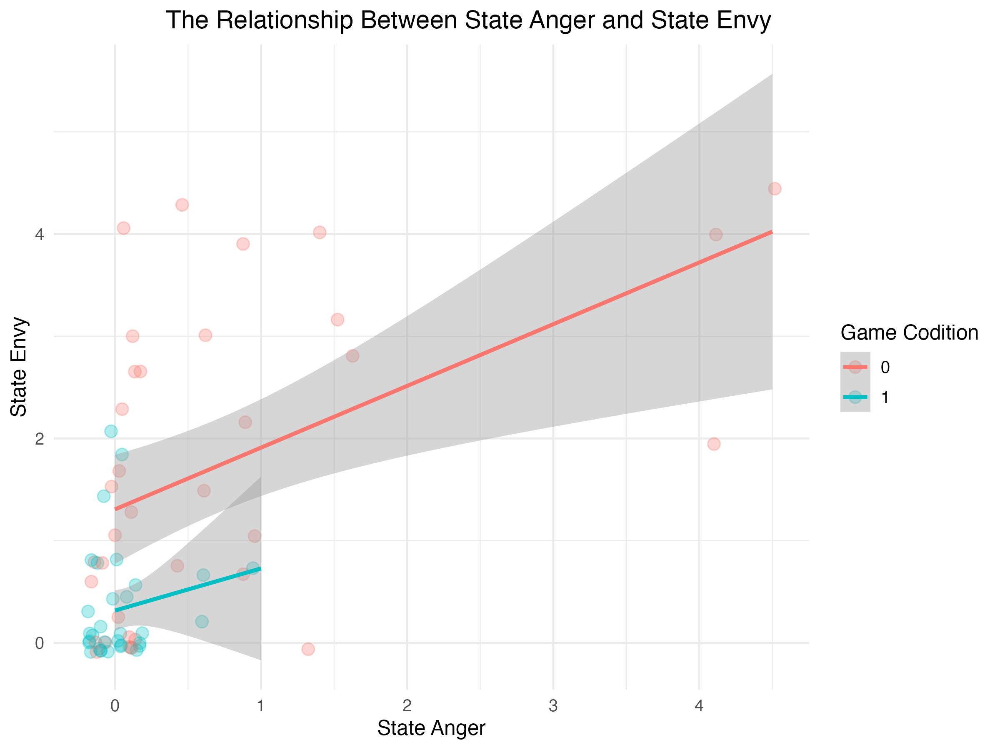 The Relationship Between State Anger and State Envy
State Envy
4
2
0
0 1 2 3 4
State Anger
Game Codition
0
1